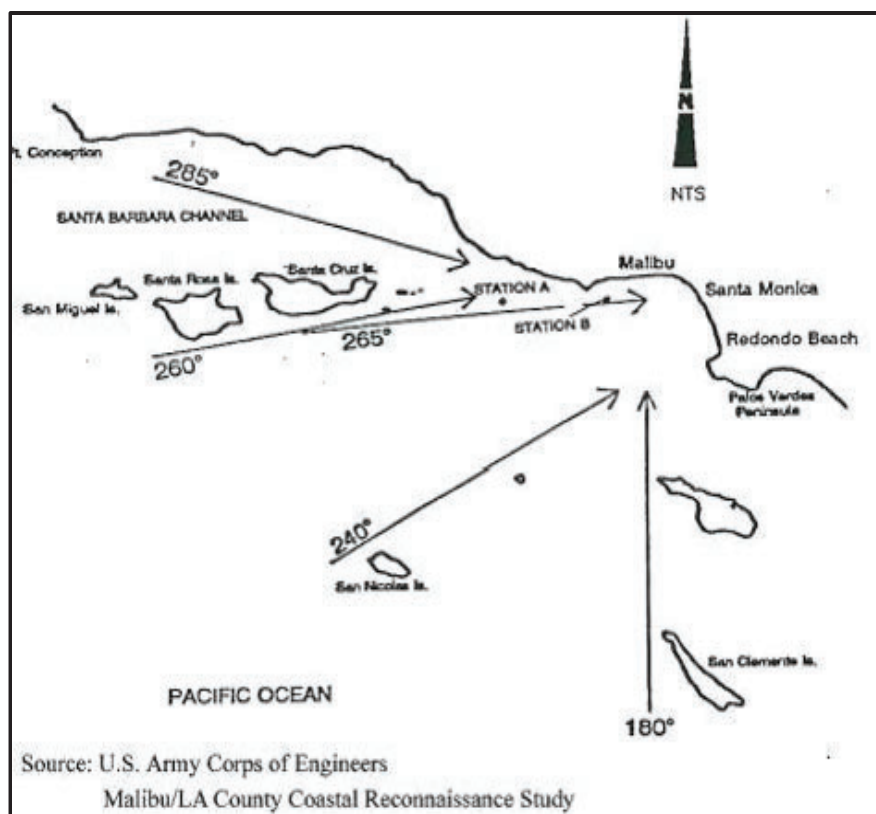 N
NTS
Pt. Conception
285°
SANTA BARBARA CHANNEL
Malibu
Santa Cruz Is.
Santa Rosa Is.
STATION A
Santa Monica
San Miguel Is.
STATION B
265°
Redondo Beach
260°
Palos Verdes
Peninsula
240°
San Nicolas Is.
San Clemente Is.
PACIFIC OCEAN
180°
Source: U.S. Army Corps of Engineers
Malibu/LA County Coastal Reconnaissance Study